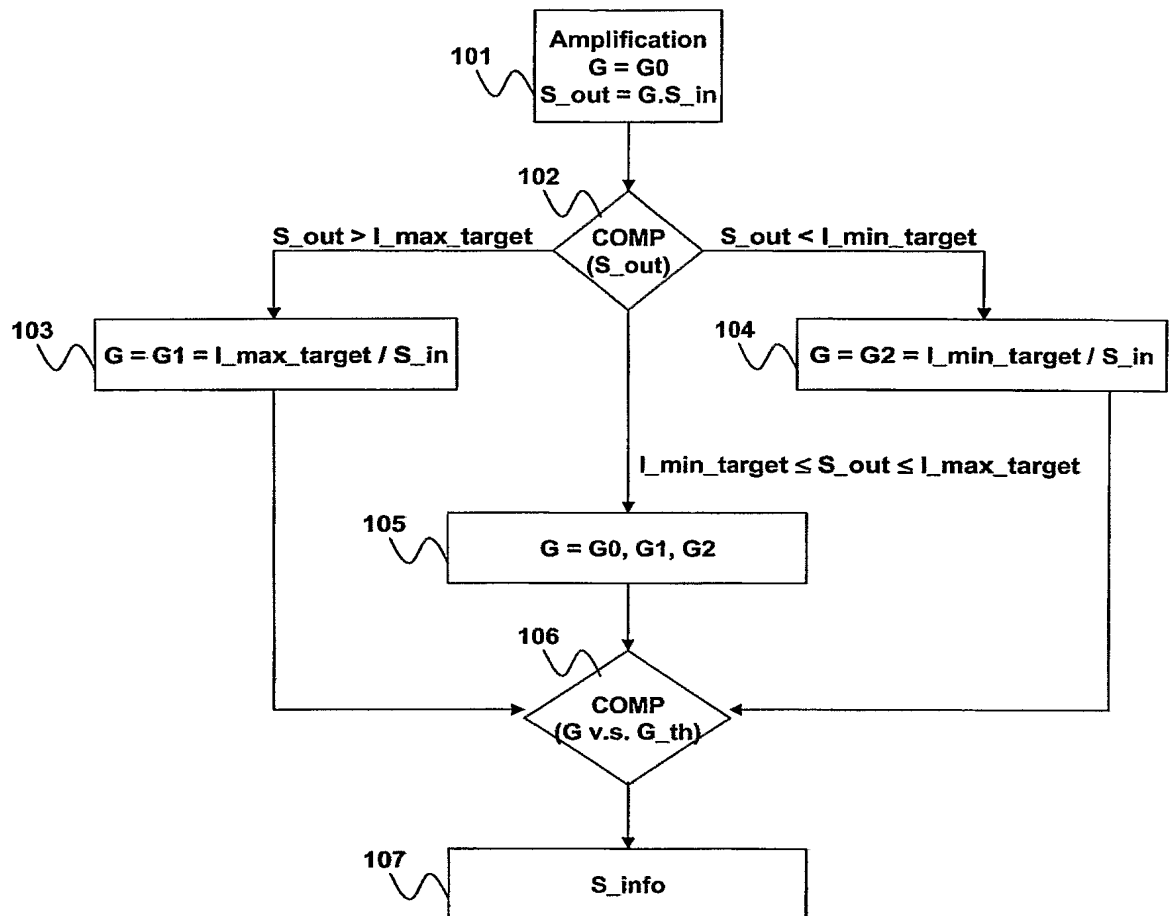 Amplification
G = G0
S_out = G.S_in
101
102
COMP
(S_out)
S_out > I_max_target
S_out < I_min_target
103
G = G1 = I_max_target / S_in
104
G = G2 = I_min_target / S_in
I_min_target ≤ S_out ≤ I_max_target
105
G = G0, G1, G2
106
COMP
(G v.s. G_th)
107
S_info